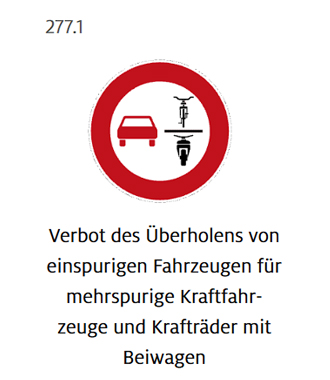 277.1
Verbot des Überholens von
einspurigen Fahrzeugen für
mehrspurige Kraftfahr-
zeuge und Krafträder mit
Beiwagen